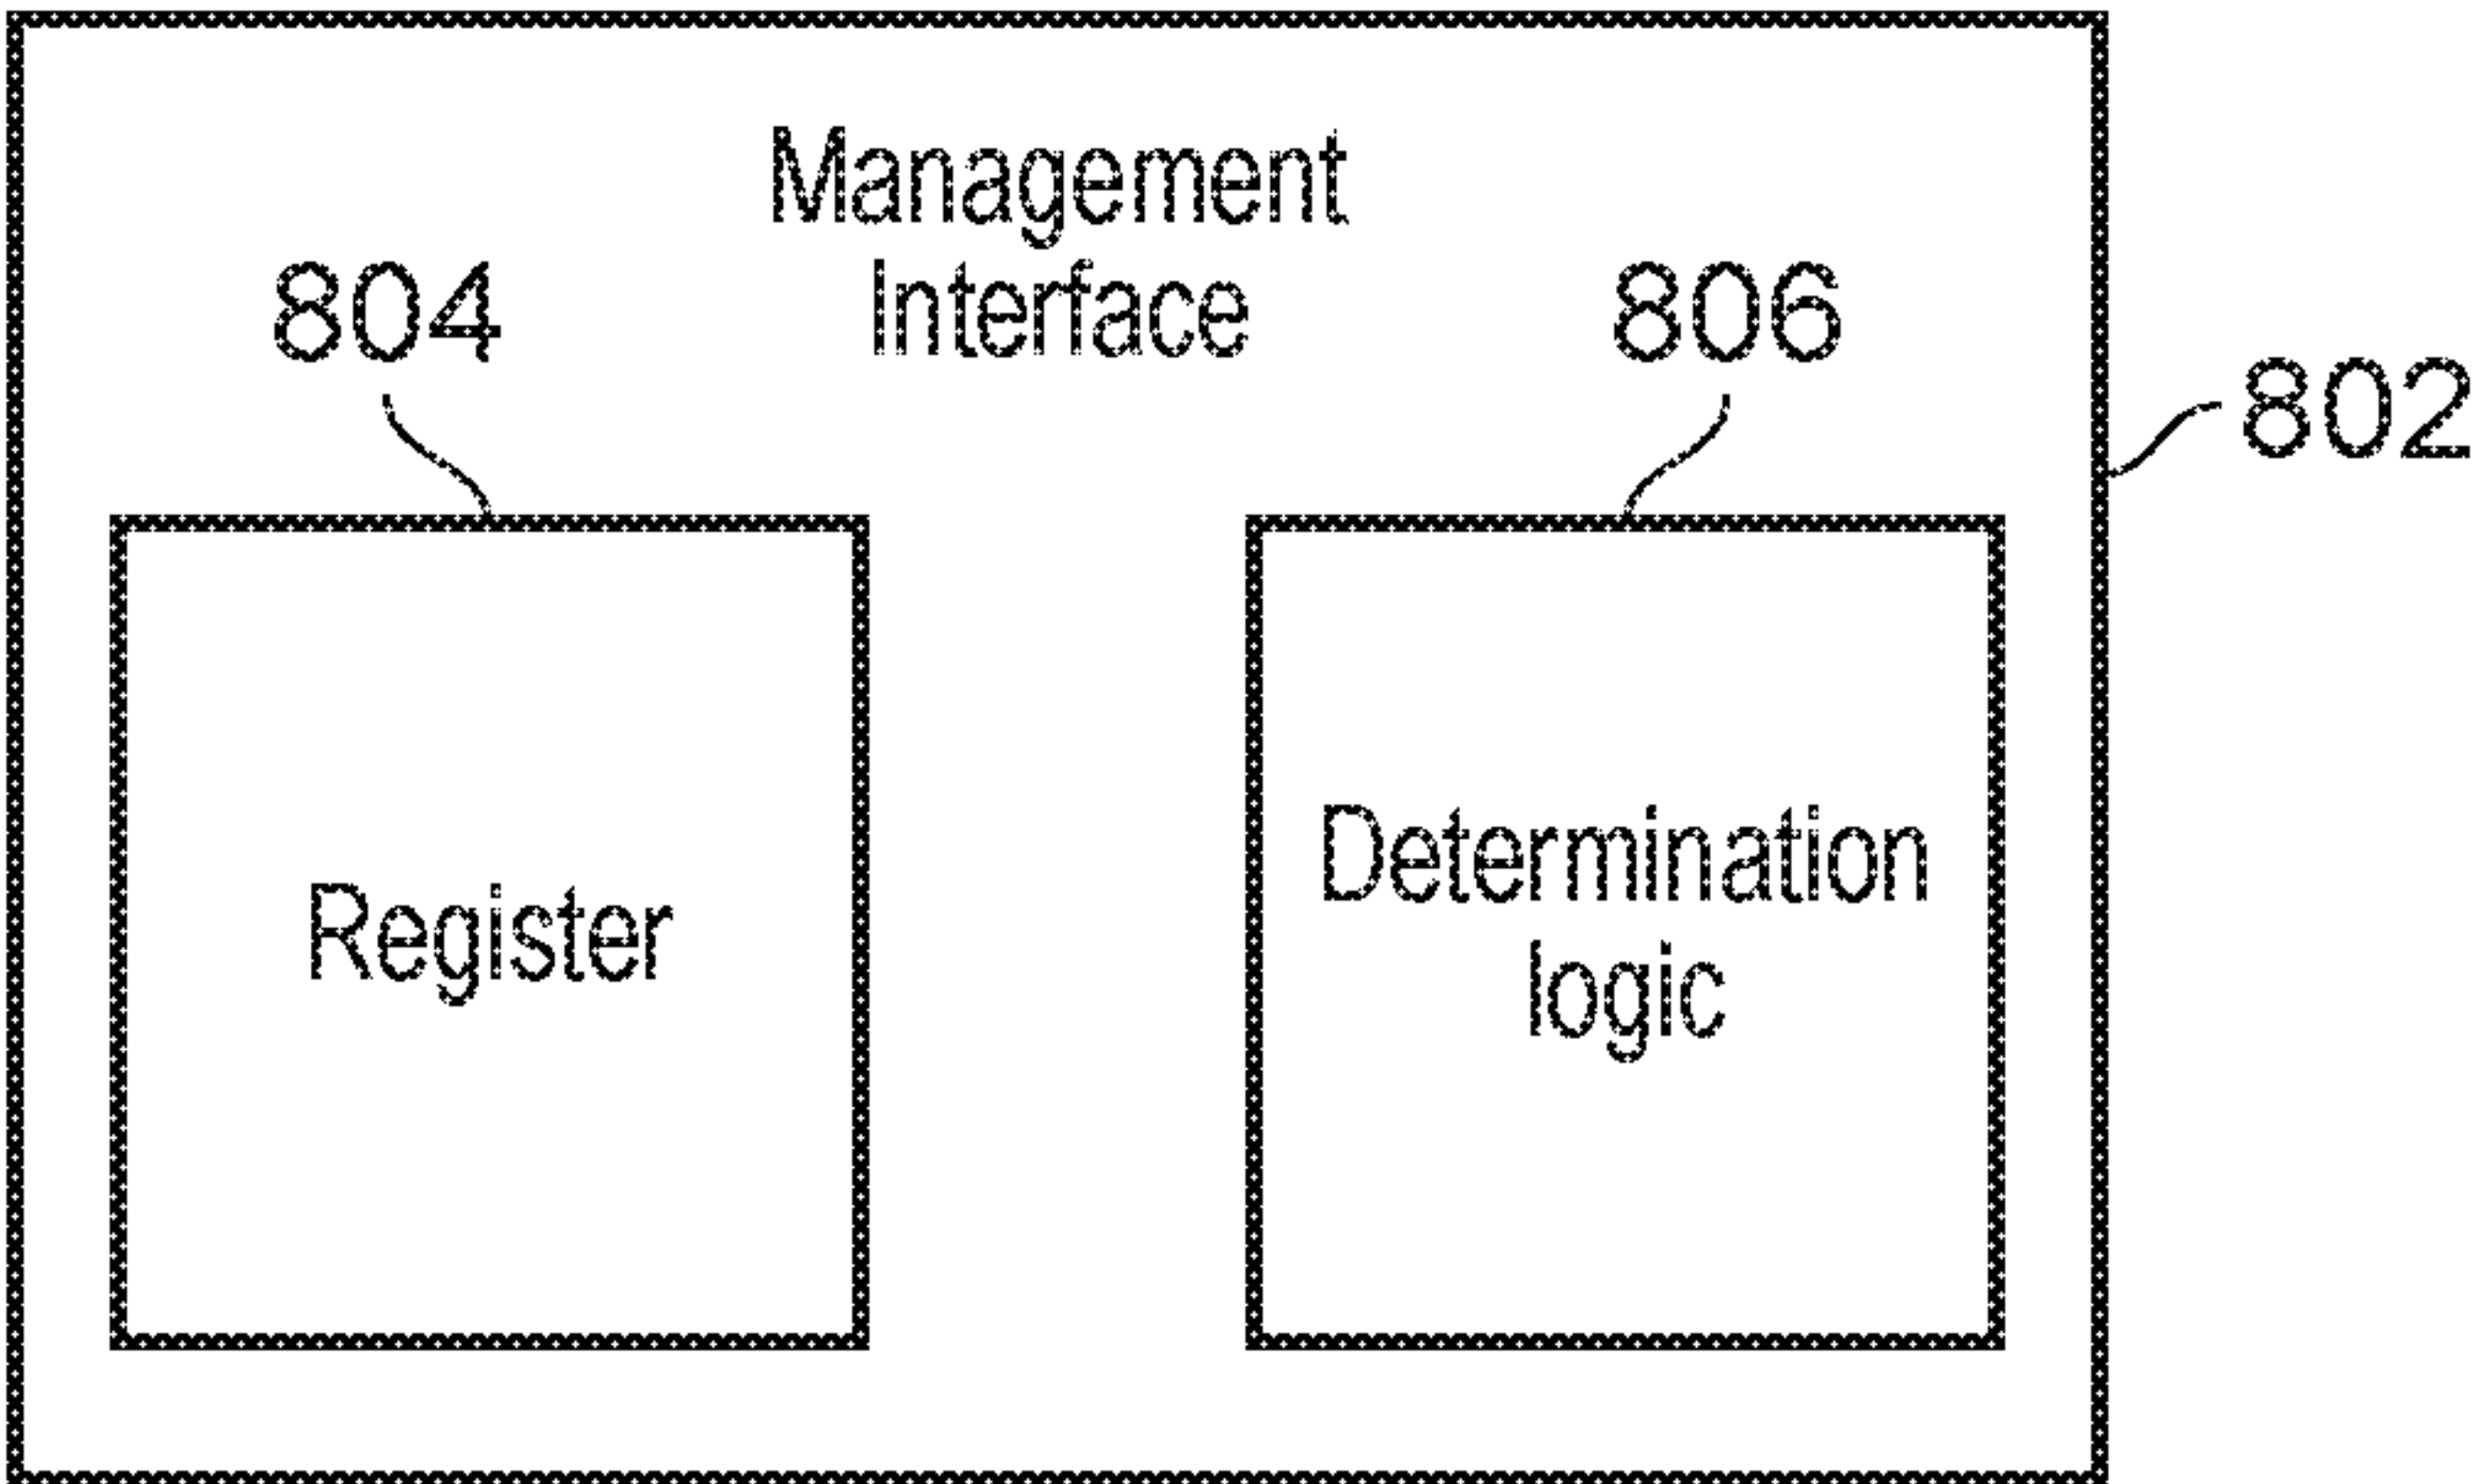 Management
Interface
804
806
802
Register
Determination
logic